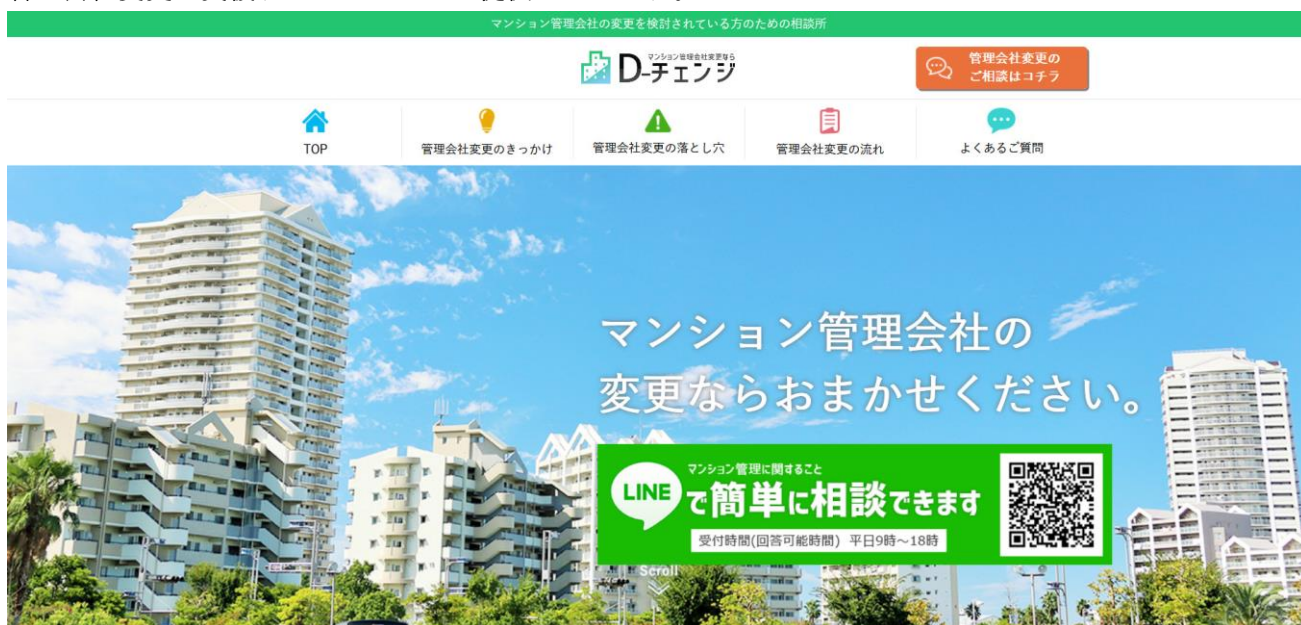 マンション管理会社の変更を検討されている方のための相談所
マンション管理会社変更なら
D-チェンジ
管理会社変更の
ご相談はコチラ
TOP
管理会社変更のきっかけ
管理会社変更の落とし穴
管理会社変更の流れ
よくあるご質問
マンション管理会社の
変更ならおまかせください。
マンション管理に関すること
LINE
で簡単に相談できます
受付時間(回答可能時間) 平日9時～18時
Scroll